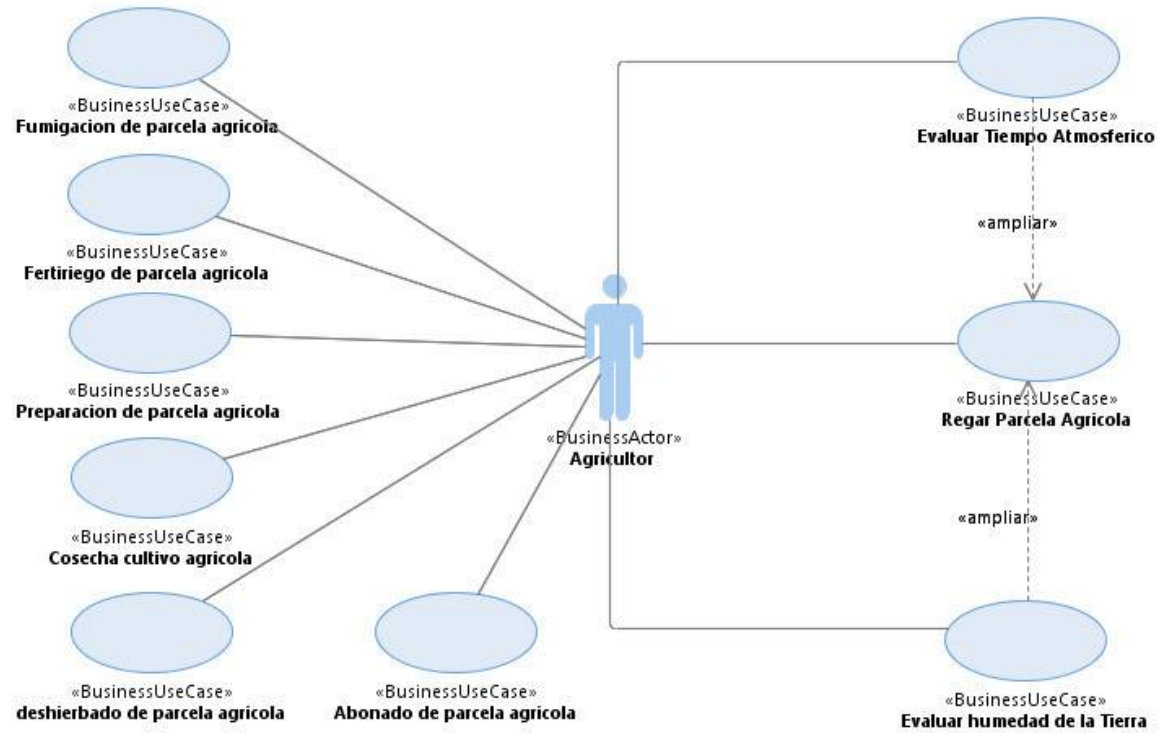 «BusinessUseCase»
Fumigacion de parcela agricola
«BusinessUseCase»
Fertiriego de parcela agricola
«BusinessUseCase»
Preparacion de parcela agricola
«BusinessUseCase»
Cosecha cultivo agricola
«BusinessUseCase»
deshierbado de parcela agricola
«BusinessUseCase»
Abonado de parcela agricola
«BusinessActor»
Agricultor
«BusinessUseCase»
Evaluar Tiempo Atmosferico
«ampliar»
«BusinessUseCase»
Regar Parcela Agricola
«ampliar»
«BusinessUseCase»
Evaluar humedad de la Tierra